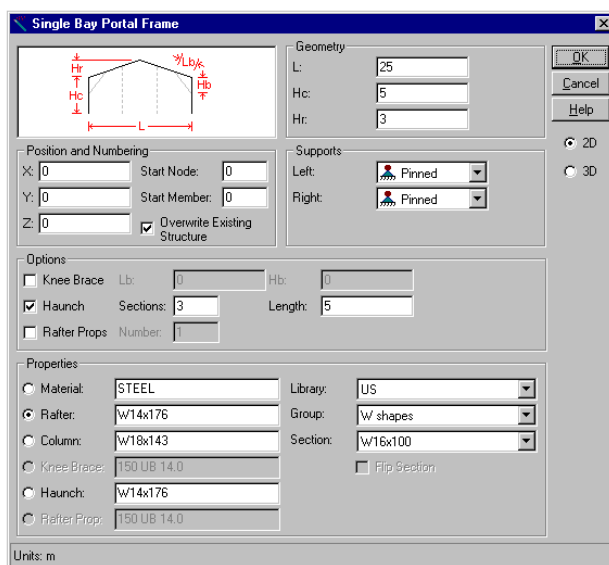 Single Bay Portal Frame
Hr
Hc
L
Lb
Hb
Geometry
L: 25
Hc: 5
Hr: 3
OK
Cancel
Help
2D
3D
Position and Numbering
X: 0 Start Node: 0
Y: 0 Start Member: 0
Z: 0 Overwrite Existing
Structure
Supports
Left: Pinned
Right: Pinned
Options
Knee Brace Lb: 0 Hb: 0
Haunch Sections: 3 Length: 5
Rafter Props Number: 1
Properties
Material: STEEL Library: US
Rafter: W14x176 Group: W shapes
Column: W18x143 Section: W16x100
Knee Brace: 150 UB 14.0 Flip Section
Haunch: W14x176
Rafter Prop: 150 UB 14.0
Units: m